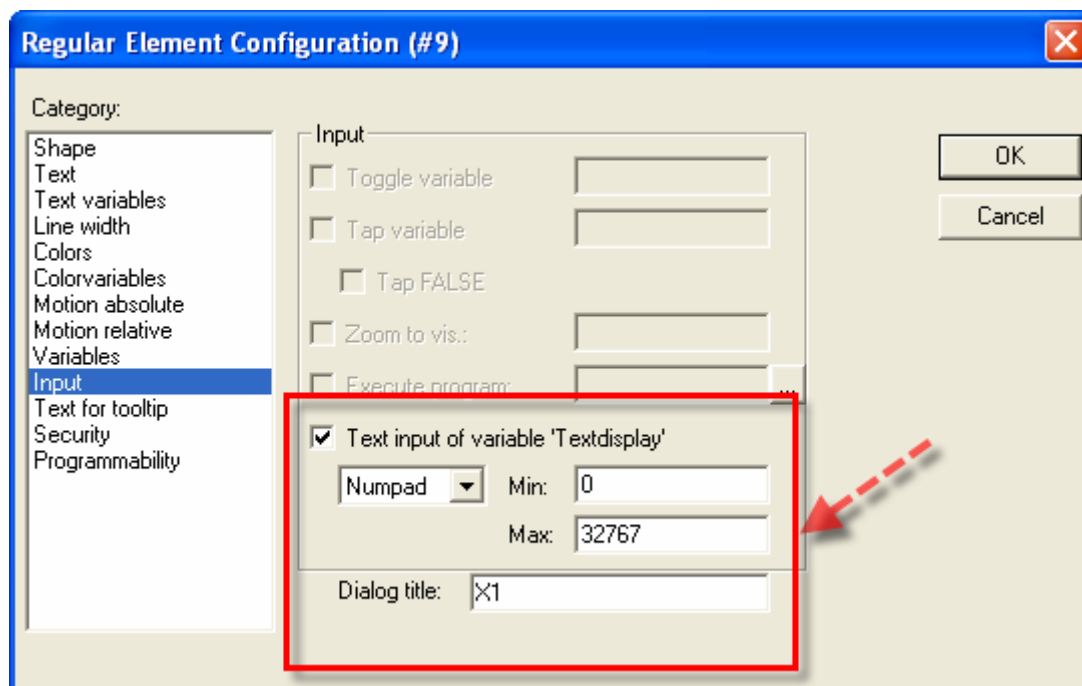 Regular Element Configuration (#9)
Category:
Shape
Text
Text variables
Line width
Colors
Colorvariables
Motion absolute
Motion relative
Variables
Input
Text for tooltip
Security
Programmability
Input
Toggle variable
Tap variable
Tap FALSE
Zoom to vis.:
Execute program: ...
Text input of variable 'Textdisplay'
Numpad Min: 0
Max: 32767
Dialog title: X1
OK
Cancel